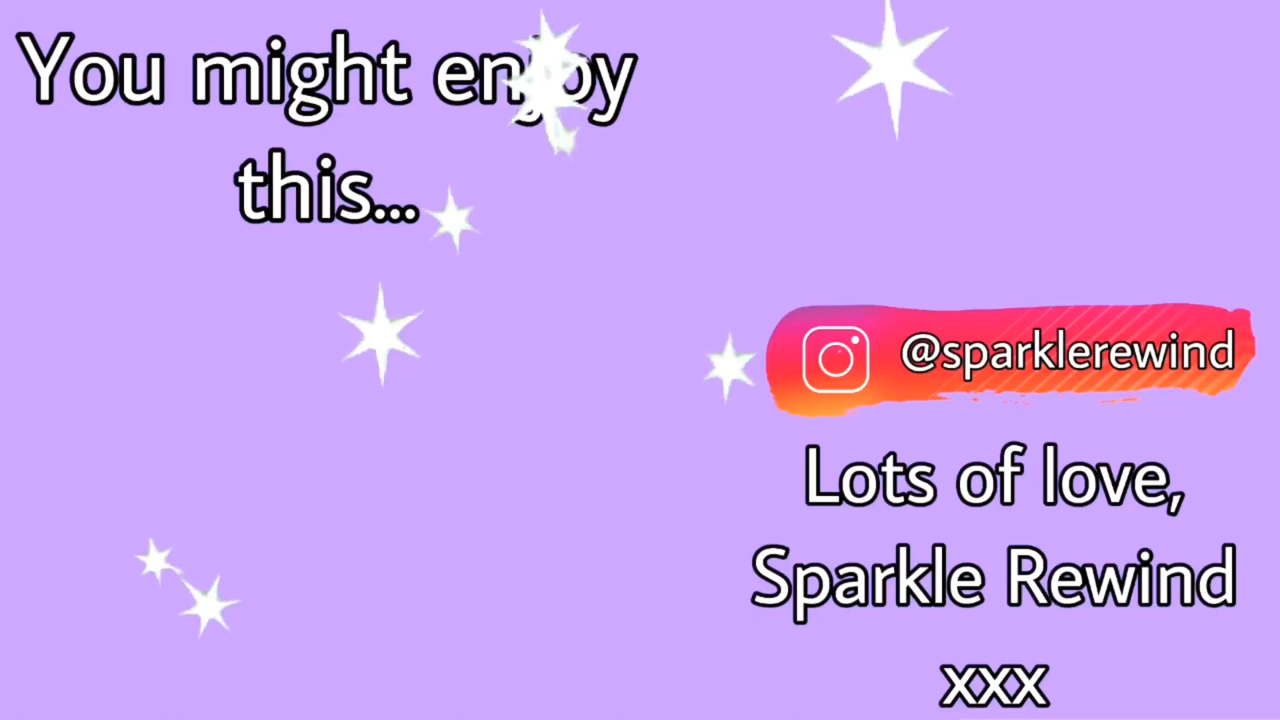 You might enjoy
this...
@sparklerewind
Lots of love,
Sparkle Rewind
xxx